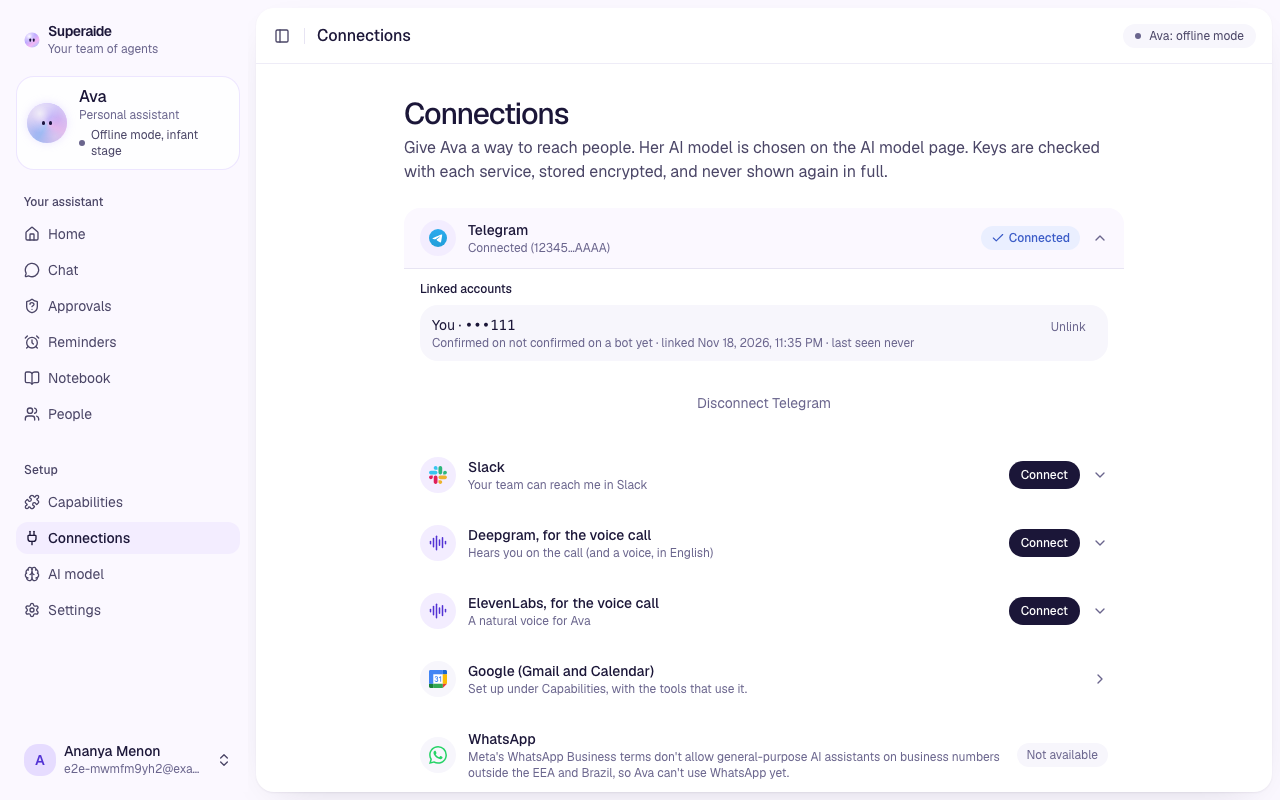 Superaide
Your team of agents
Ava
Personal assistant
Offline mode, infant
stage
Your assistant
Home
Chat
Approvals
Reminders
Notebook
People
Setup
Capabilities
Connections
AI model
Settings
A
Ananya Menon
e2e-mwmfm9yh2@exa...
Connections
Ava: offline mode
Connections
Give Ava a way to reach people. Her AI model is chosen on the AI model page. Keys are checked
with each service, stored encrypted, and never shown again in full.
Telegram
Connected (12345…AAAA)
Connected
Linked accounts
You · •••111
Unlink
Confirmed on not confirmed on a bot yet · linked Nov 18, 2026, 11:35 PM · last seen never
Disconnect Telegram
Slack
Your team can reach me in Slack
Connect
Deepgram, for the voice call
Hears you on the call (and a voice, in English)
Connect
ElevenLabs, for the voice call
A natural voice for Ava
Connect
31
Google (Gmail and Calendar)
Set up under Capabilities, with the tools that use it.
WhatsApp
Meta's WhatsApp Business terms don't allow general-purpose AI assistants on business numbers
outside the EEA and Brazil, so Ava can't use WhatsApp yet.
Not available